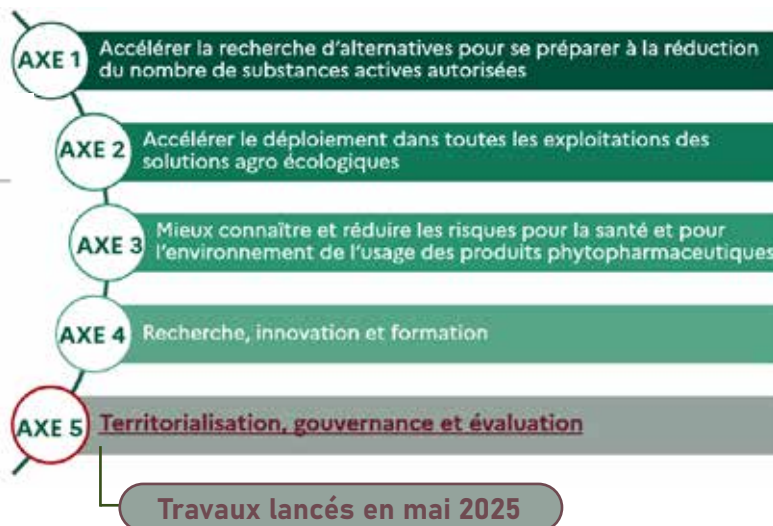 AXE 1
Accélérer la recherche d'alternatives pour se préparer à la réduction
du nombre de substances actives autorisées
AXE 2
Accélérer le déploiement dans toutes les exploitations des
solutions agro écologiques
AXE 3
Mieux connaître et réduire les risques pour la santé et pour
l'environnement de l'usage des produits phytopharmaceutiques
AXE 4
Recherche, innovation et formation
AXE 5
Territorialisation, gouvernance et évaluation
Travaux lancés en mai 2025